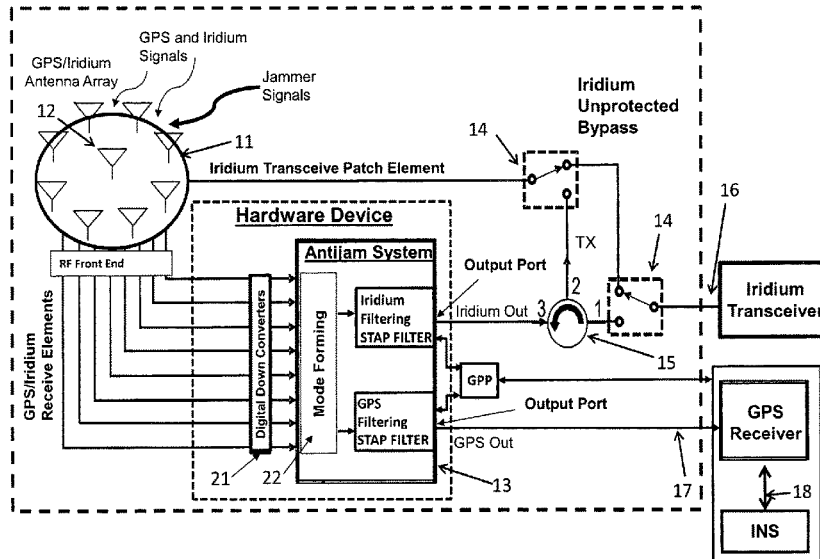 GPS/Iridium
Antenna Array
GPS and Iridium
Signals
Jammer
Signals
12
11
Iridium Transceive Patch Element
Iridium
Unprotected
Bypass
14
14
16
Iridium
Transceiver
TX
2
3
1
15
Hardware Device
Antijam System
RF Front End
GPS/Iridium
Receive Elements
Digital Down Converters
Mode Forming
Iridium
Filtering
STAP FILTER
GPS
Filtering
STAP FILTER
Output Port
Iridium Out
GPP
Output Port
GPS Out
21
22
13
17
GPS
Receiver
18
INS